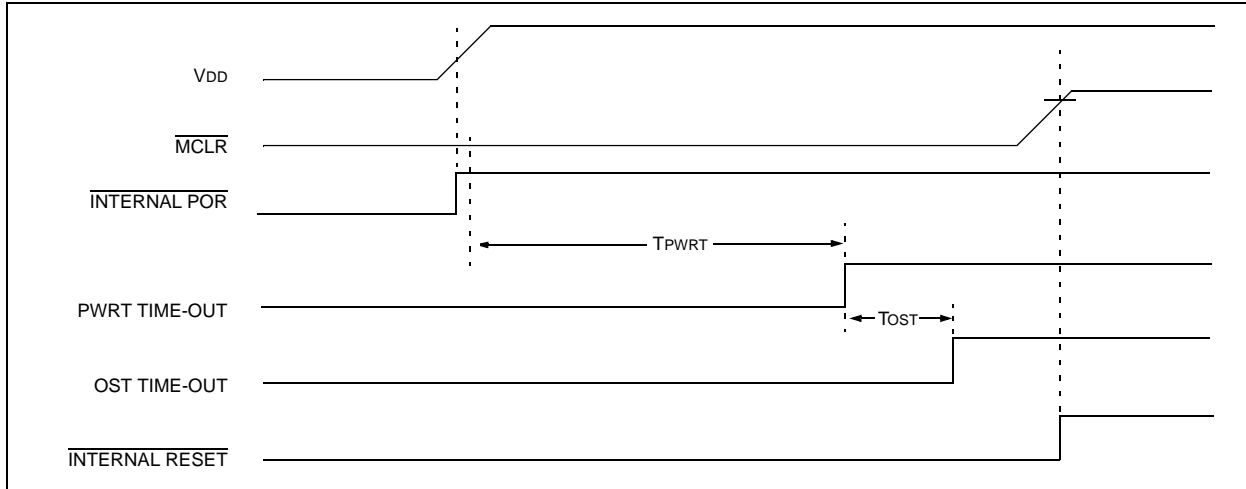 VDD
MCLR
INTERNAL POR
TPWRT
PWRT TIME-OUT
TOST
OST TIME-OUT
INTERNAL RESET